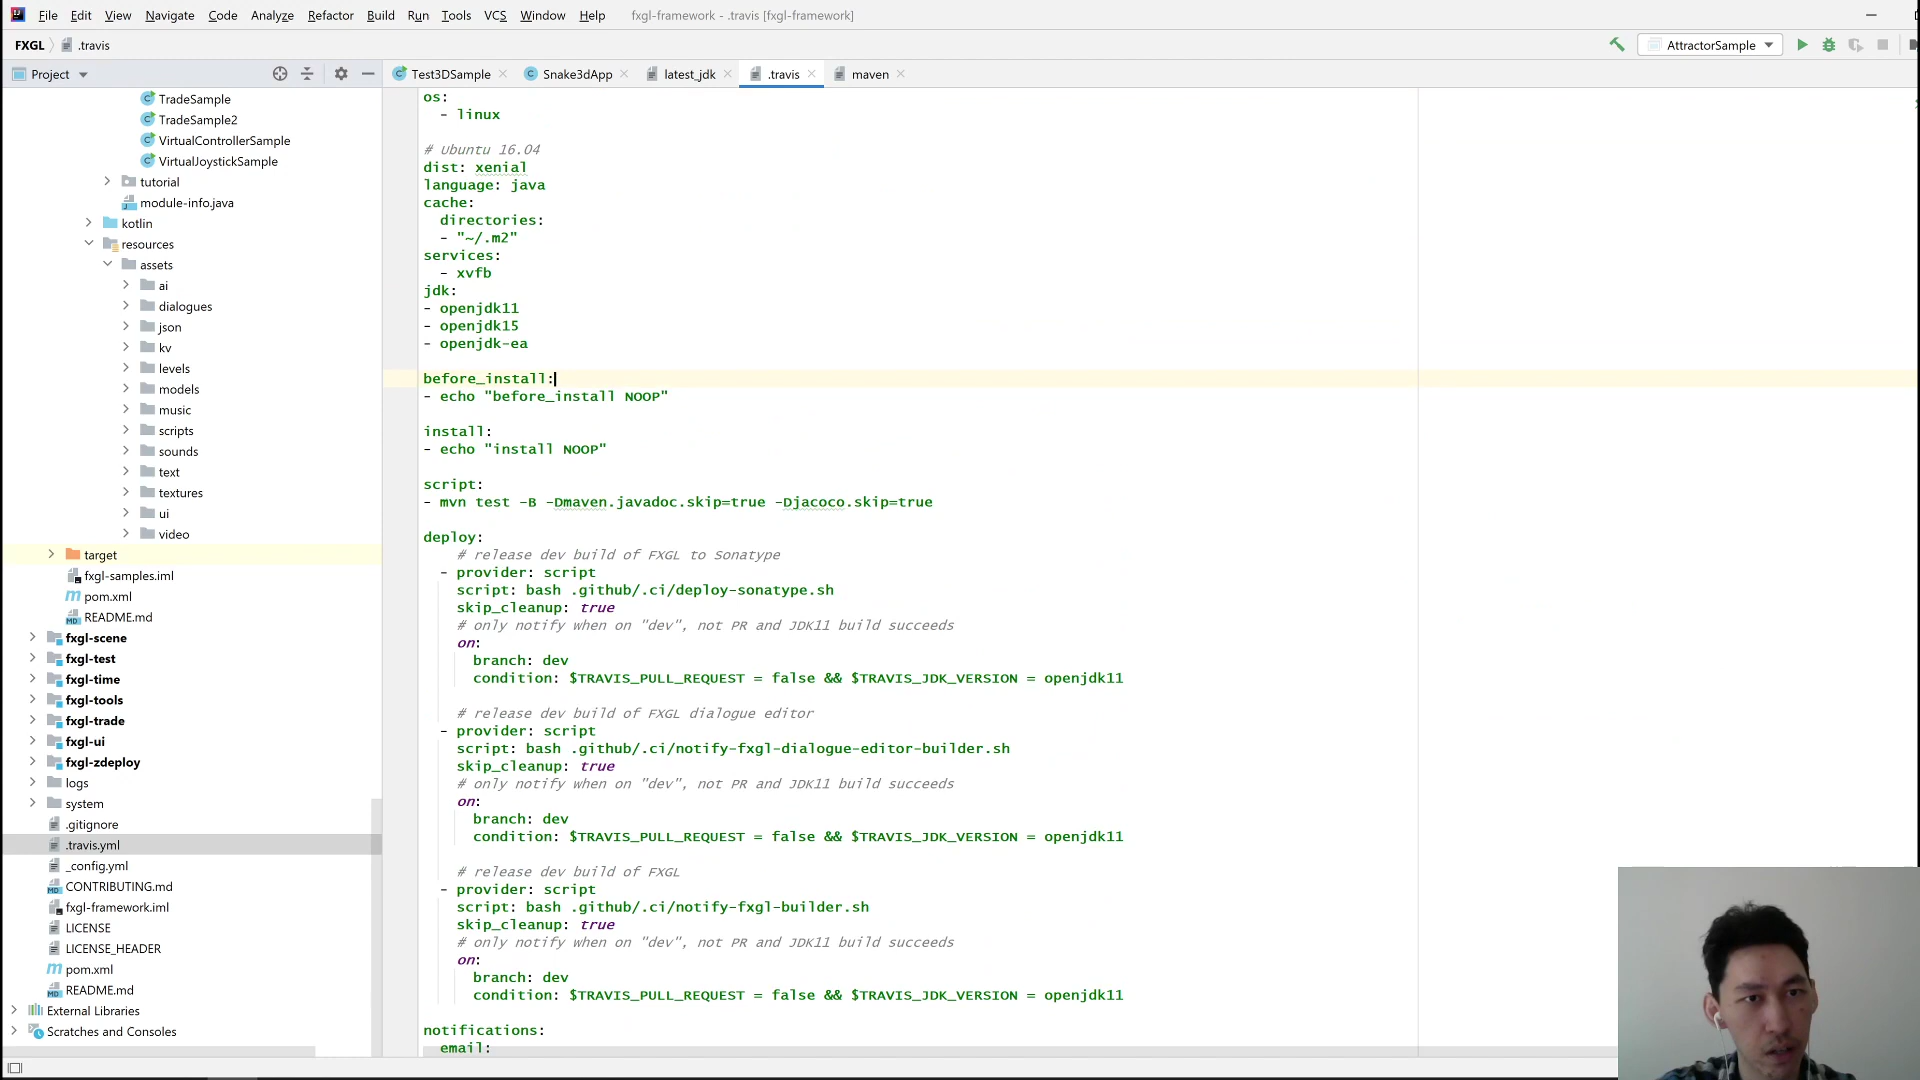 File Edit View Navigate Code Analyze Refactor Build Run Tools VCS Window Help fxgl-framework - .travis [fxgl-framework]
FXGL .travis AttractorSample
Project
Test3DSample Snake3dApp latest_jdk .travis maven
TradeSample
TradeSample2
VirtualControllerSample
VirtualJoystickSample
tutorial
module-info.java
kotlin
resources
assets
ai
dialogues
json
kv
levels
models
music
scripts
sounds
text
textures
ui
video
target
fxgl-samples.iml
pom.xml
README.md
fxgl-scene
fxgl-test
fxgl-time
fxgl-tools
fxgl-trade
fxgl-ui
fxgl-zdeploy
logs
system
.gitignore
.travis.yml
_config.yml
CONTRIBUTING.md
fxgl-framework.iml
LICENSE
LICENSE_HEADER
pom.xml
README.md
External Libraries
Scratches and Consoles
os:
- linux
# Ubuntu 16.04
dist: xenial
language: java
cache:
directories:
- "~/.m2"
services:
- xvfb
jdk:
- openjdk11
- openjdk15
- openjdk-ea
before_install:
- echo "before_install NOOP"
install:
- echo "install NOOP"
script:
- mvn test -B -Dmaven.javadoc.skip=true -Djacoco.skip=true
deploy:
# release dev build of FXGL to Sonatype
- provider: script
script: bash .github/.ci/deploy-sonatype.sh
skip_cleanup: true
# only notify when on "dev", not PR and JDK11 build succeeds
on:
branch: dev
condition: $TRAVIS_PULL_REQUEST = false && $TRAVIS_JDK_VERSION = openjdk11
# release dev build of FXGL dialogue editor
- provider: script
script: bash .github/.ci/notify-fxgl-dialogue-editor-builder.sh
skip_cleanup: true
# only notify when on "dev", not PR and JDK11 build succeeds
on:
branch: dev
condition: $TRAVIS_PULL_REQUEST = false && $TRAVIS_JDK_VERSION = openjdk11
# release dev build of FXGL
- provider: script
script: bash .github/.ci/notify-fxgl-builder.sh
skip_cleanup: true
# only notify when on "dev", not PR and JDK11 build succeeds
on:
branch: dev
condition: $TRAVIS_PULL_REQUEST = false && $TRAVIS_JDK_VERSION = openjdk11
notifications:
email: